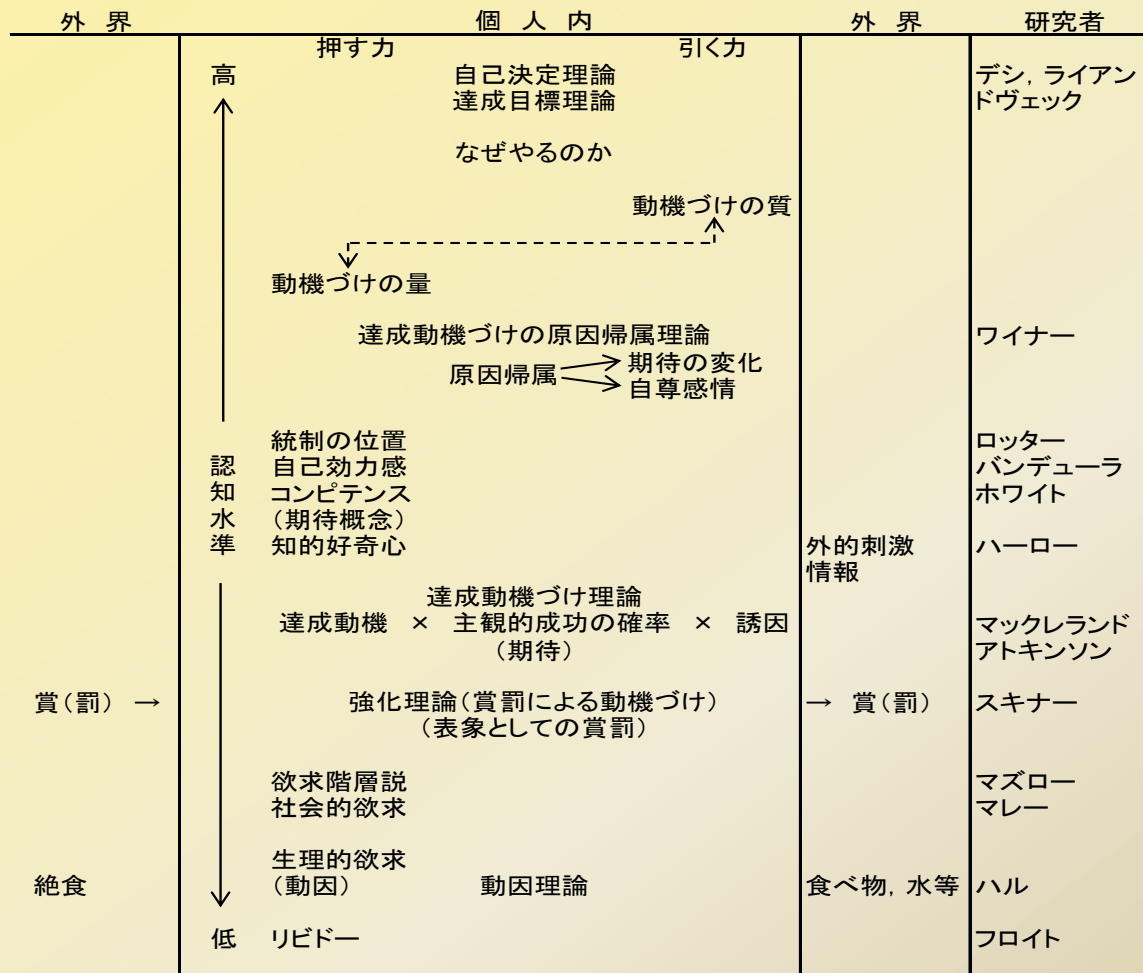 外 界 個 人 内 外 界 研究者
押す力 引く力
高 自己決定理論 デシ, ライアン
達成目標理論 ドヴェック
なぜやるのか
動機づけの質
動機づけの量
達成動機づけの原因帰属理論 ワイナー
期待の変化
原因帰属
自尊感情
統制の位置 ロッター
認知水準
自己効力感 バンデューラ
コンピテンス ホワイト
(期待概念)
知的好奇心 外的刺激 ハーロー
情報
達成動機づけ理論
達成動機 × 主観的成功の確率 × 誘因 マックレランド
(期待) アトキンソン
賞(罰) → 強化理論(賞罰による動機づけ) → 賞(罰) スキナー
(表象としての賞罰)
欲求階層説 マズロー
社会的欲求 マレー
生理的欲求
絶食 (動因) 動因理論 食べ物, 水等 ハル
低 リビドー フロイト